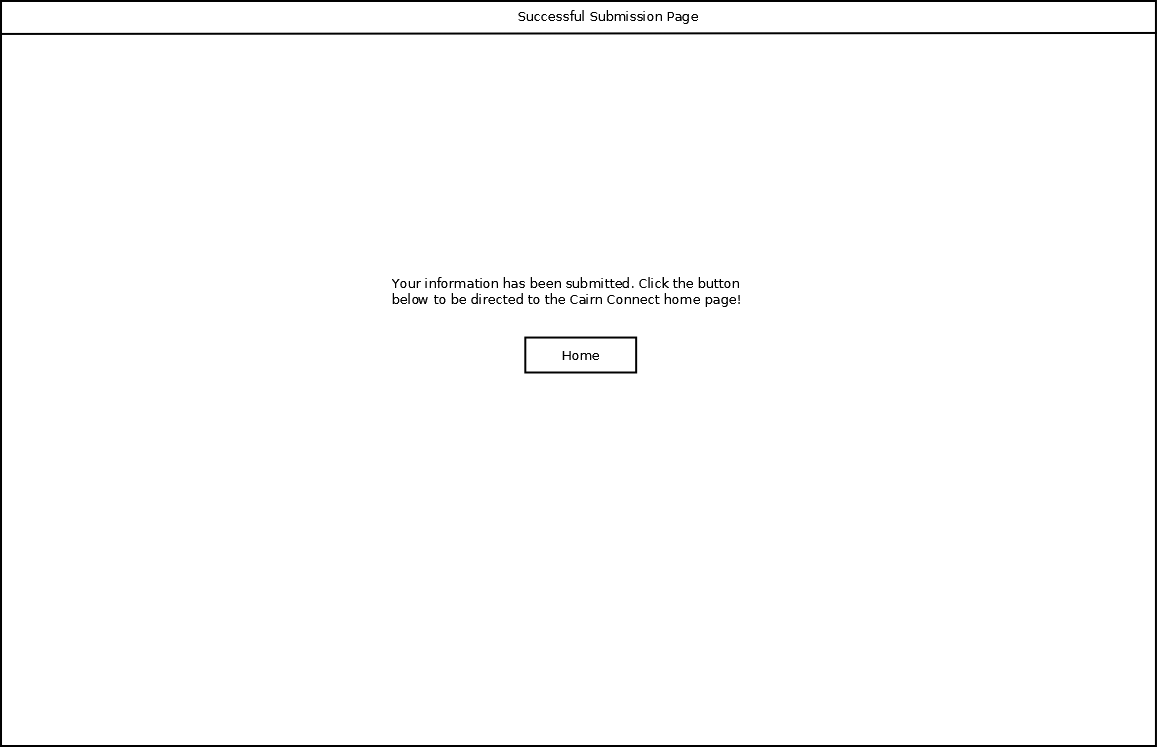 Successful Submission Page
Your information has been submitted. Click the button
below to be directed to the Cairn Connect home page!
Home